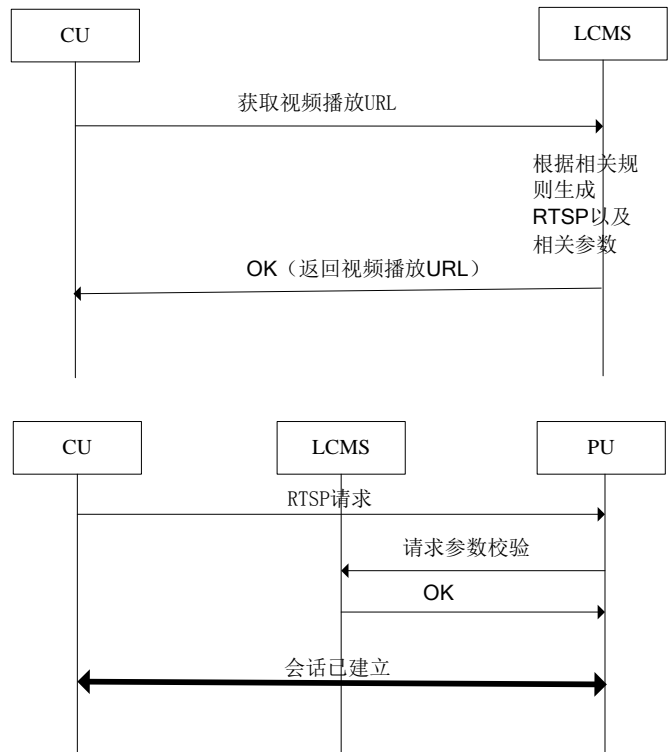 CU
LCMS
获取视频播放URL
根据相关规
则生成
RTSP以及
相关参数
OK（返回视频播放URL）
CU
LCMS
PU
RTSP请求
请求参数校验
OK
会话已建立